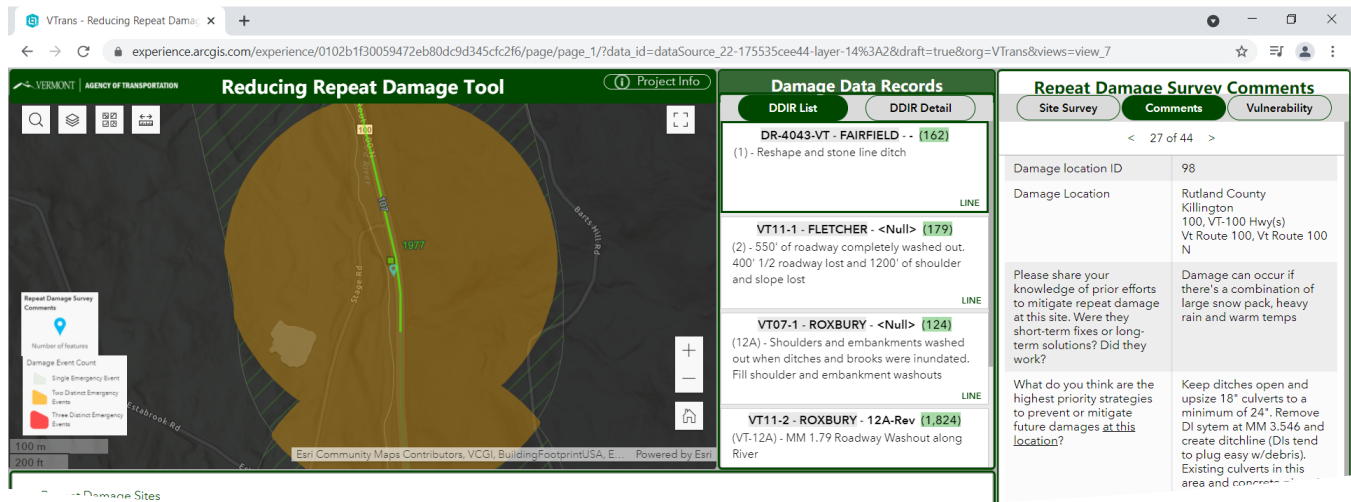 VTrans - Reducing Repeat Damag
experience.arcgis.com/experience/0102b1f30059472eb80dc9d345cfc2f6/page/page_1/?data_id=dataSource_22-175535cee44-layer-14%3A2&draft=true&org=VTrans&views=view_7
VERMONT AGENCY OF TRANSPORTATION
Reducing Repeat Damage Tool
Project Info
100
107
1977
Stage Rd
Barts Hill Rd
Estabrook Rd
Repeat Damage Survey
Comments
Number of features
Damage Event Count
Single Emergency Event
Two Distinct Emergency
Events
Three Distinct Emergency
Events
100 m
200 ft
Esri Community Maps Contributors, VCGI, BuildingFootprintUSA, E... Powered by Esri
Damage Data Records
DDIR List DDIR Detail
DR-4043-VT - FAIRFIELD - - (162)
(1) - Reshape and stone line ditch
LINE
VT11-1 - FLETCHER - <Null> (179)
(2) - 550' of roadway completely washed out.
400' 1/2 roadway lost and 1200' of shoulder
and slope lost
LINE
VT07-1 - ROXBURY - <Null> (124)
(12A) - Shoulders and embankments washed
out when ditches and brooks were inundated.
Fill shoulder and embankment washouts
LINE
VT11-2 - ROXBURY - 12A-Rev (1,824)
(VT-12A) - MM 1.79 Roadway Washout along
River
Repeat Damage Survey Comments
Site Survey Comments Vulnerability
< 27 of 44 >
Damage location ID 98
Damage Location
Rutland County
Killington
100, VT-100 Hwy(s)
Vt Route 100, Vt Route 100
N
Please share your
knowledge of prior efforts
to mitigate repeat damage
at this site. Were they
short-term fixes or long-
term solutions? Did they
work?
Damage can occur if
there's a combination of
large snow pack, heavy
rain and warm temps
What do you think are the
highest priority strategies
to prevent or mitigate
future damages at this
location?
Keep ditches open and
upsize 18" culverts to a
minimum of 24". Remove
DI sytem at MM 3.546 and
create ditchline (DIs tend
to plug easy w/debris).
Existing culverts in this
area and concrete
Damage Sites